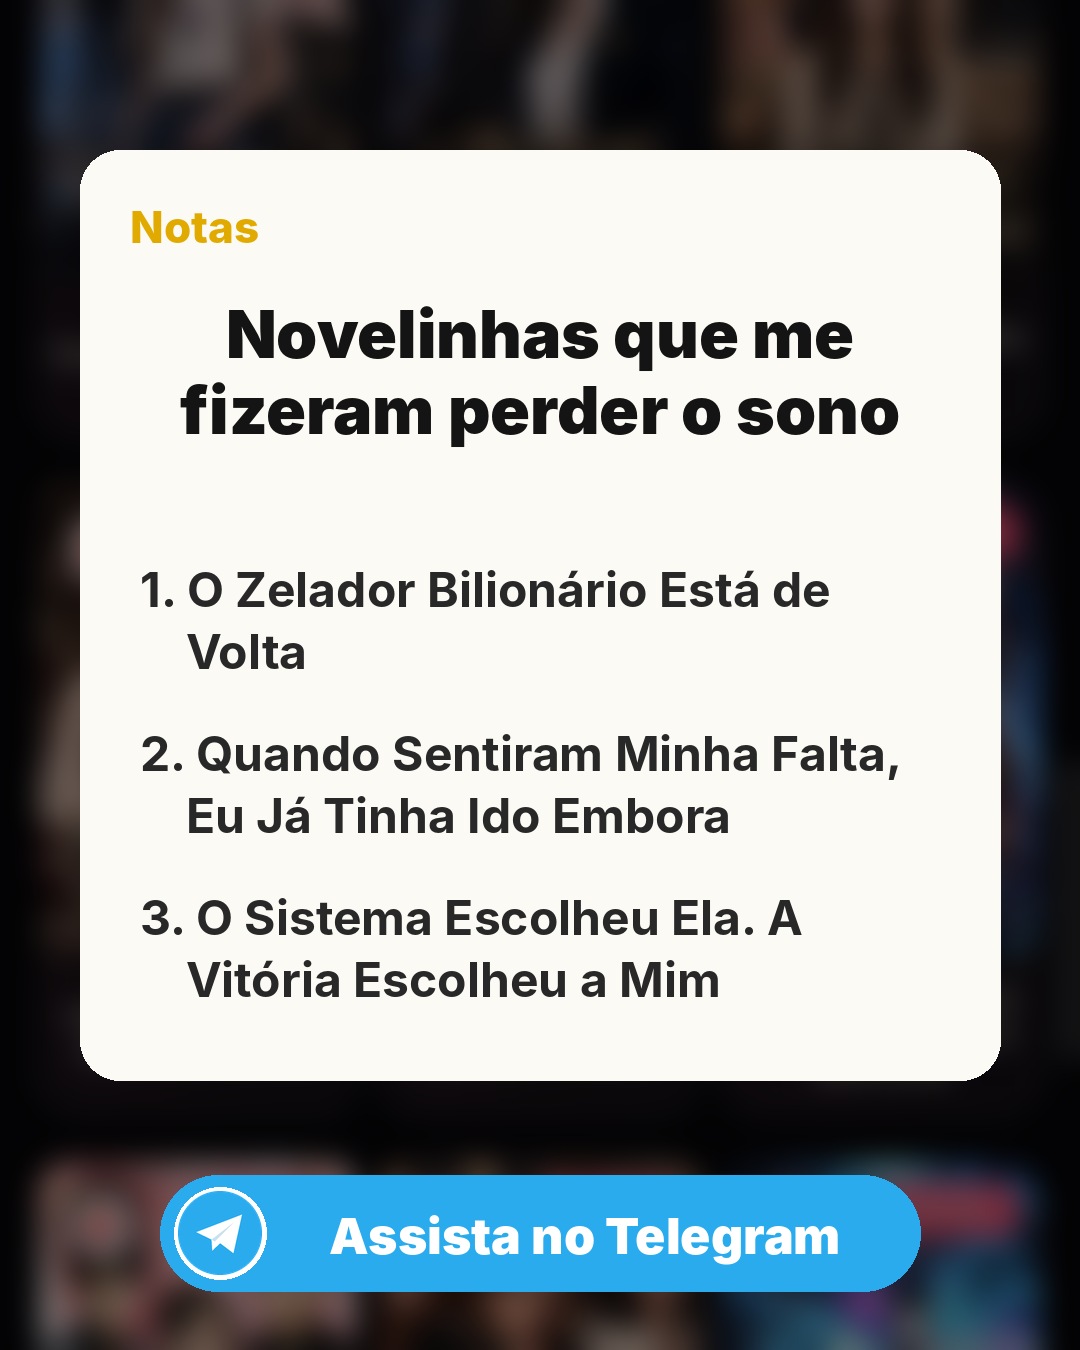 Notas
Novelinhas que me
fizeram perder o sono
1. O Zelador Bilionário Está de
Volta
2. Quando Sentiram Minha Falta,
Eu Já Tinha Ido Embora
3. O Sistema Escolheu Ela. A
Vitória Escolheu a Mim
Assista no Telegram